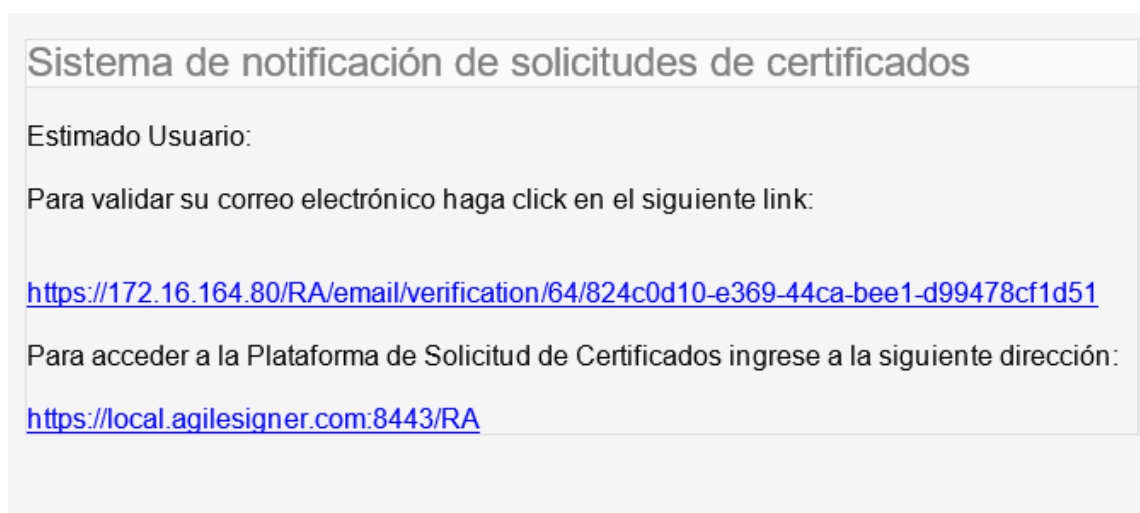 Sistema de notificación de solicitudes de certificados
Estimado Usuario:
Para validar su correo electrónico haga click en el siguiente link:
https://172.16.164.80/RA/email/verification/64/824c0d10-e369-44ca-bee1-d99478cf1d51
Para acceder a la Plataforma de Solicitud de Certificados ingrese a la siguiente dirección:
https://local.agilesigner.com:8443/RA